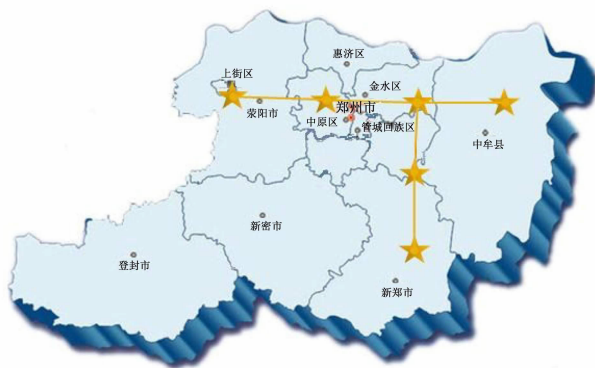 惠济区
上街区
金水区
荥阳市
郑州市
中原区
管城回族区
中牟县
新密市
登封市
新郑市